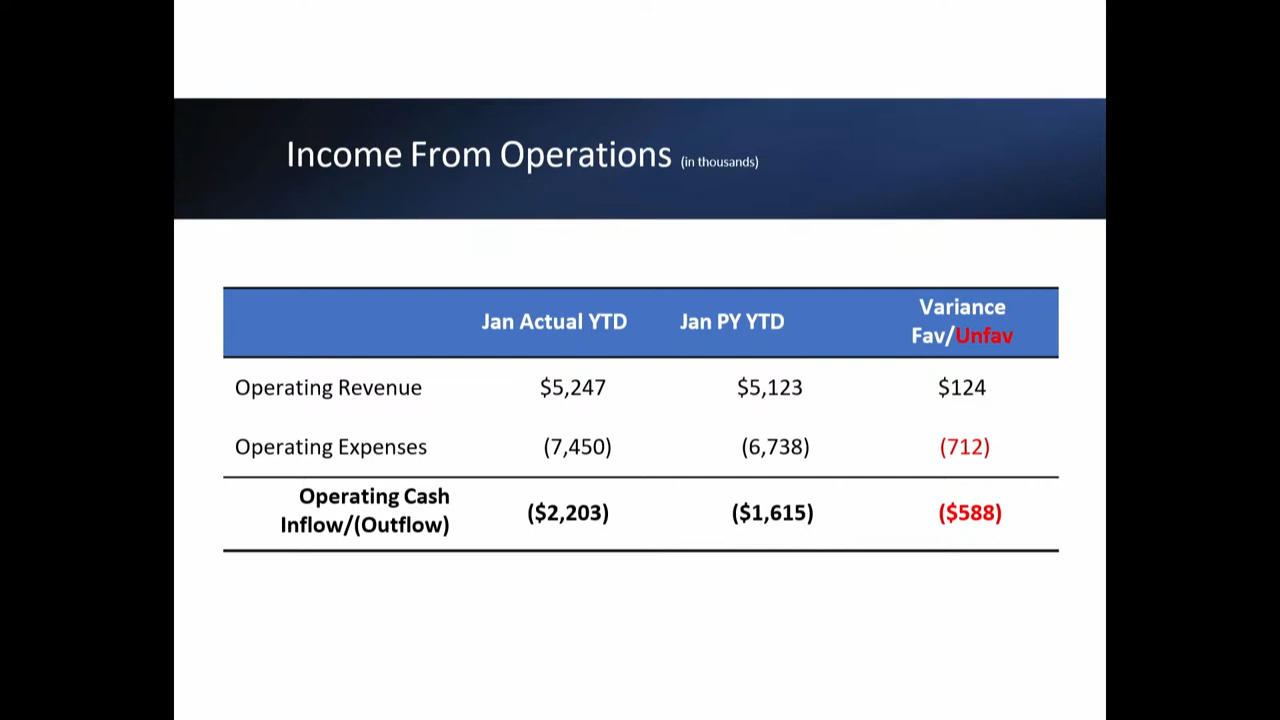 Income From Operations (in thousands)
Jan Actual YTD Jan PY YTD Variance
Fav/Unfav
Operating Revenue $5,247 $5,123 $124
Operating Expenses (7,450) (6,738) (712)
Operating Cash
Inflow/(Outflow) ($2,203) ($1,615) ($588)